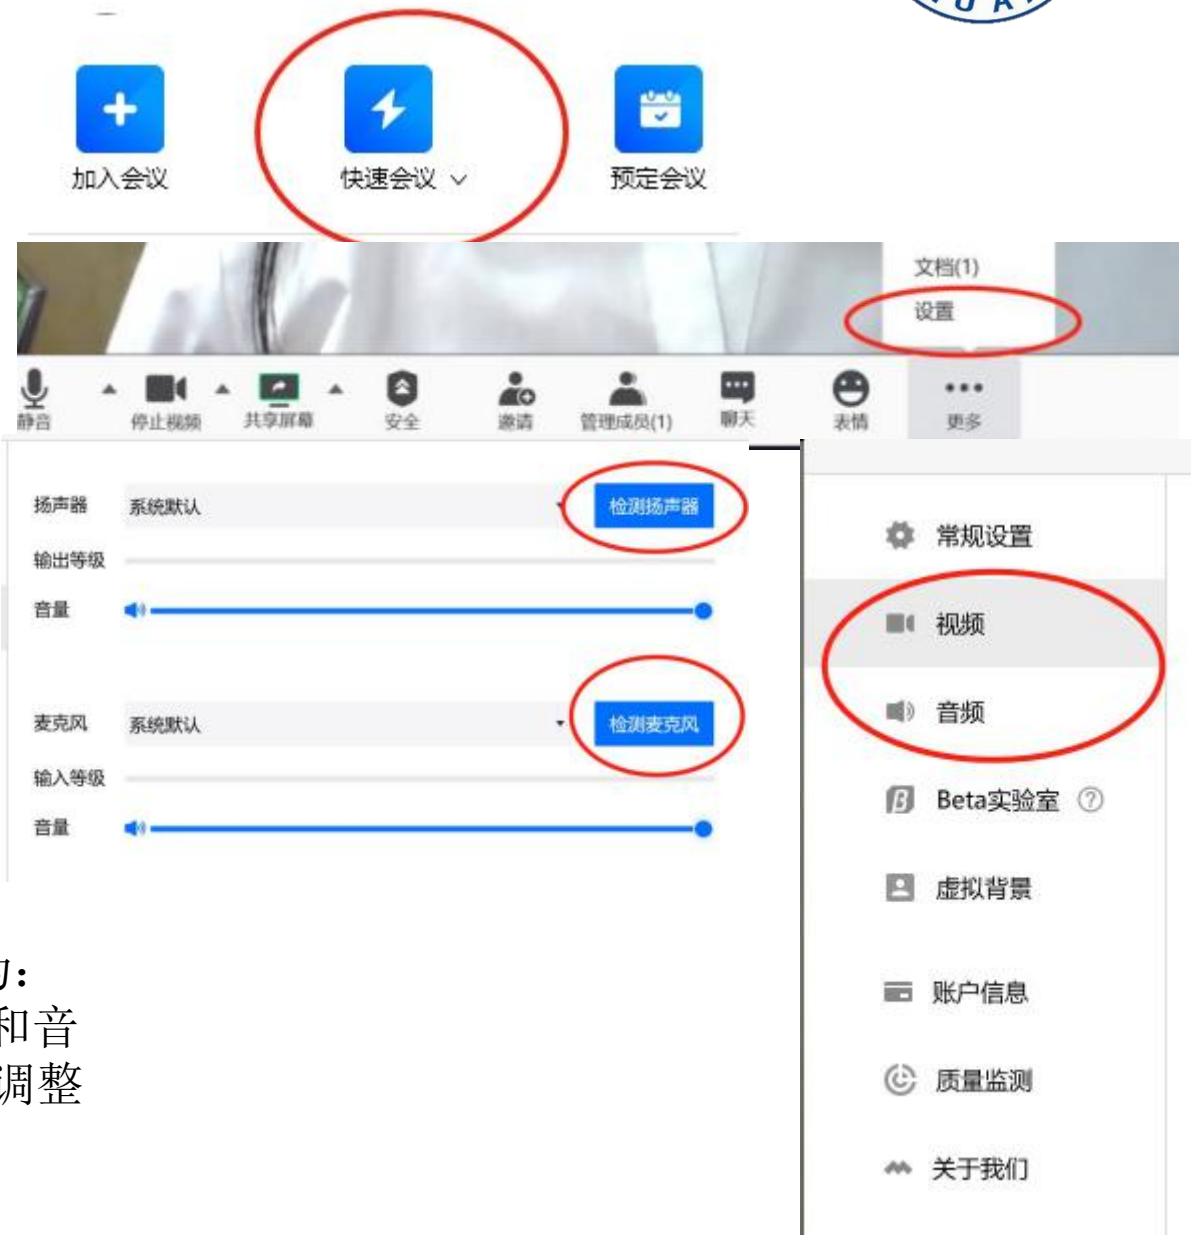 U A
加入会议
快速会议
预定会议
文档(1)
设置
静音
停止视频
共享屏幕
安全
邀请
管理成员(1)
聊天
表情
更多
扬声器 系统默认 检测扬声器
输出等级
音量
麦克风 系统默认 检测麦克风
输入等级
音量
常规设置
视频
音频
Beta实验室
虚拟背景
账户信息
质量监测
关于我们
：
和音
调整